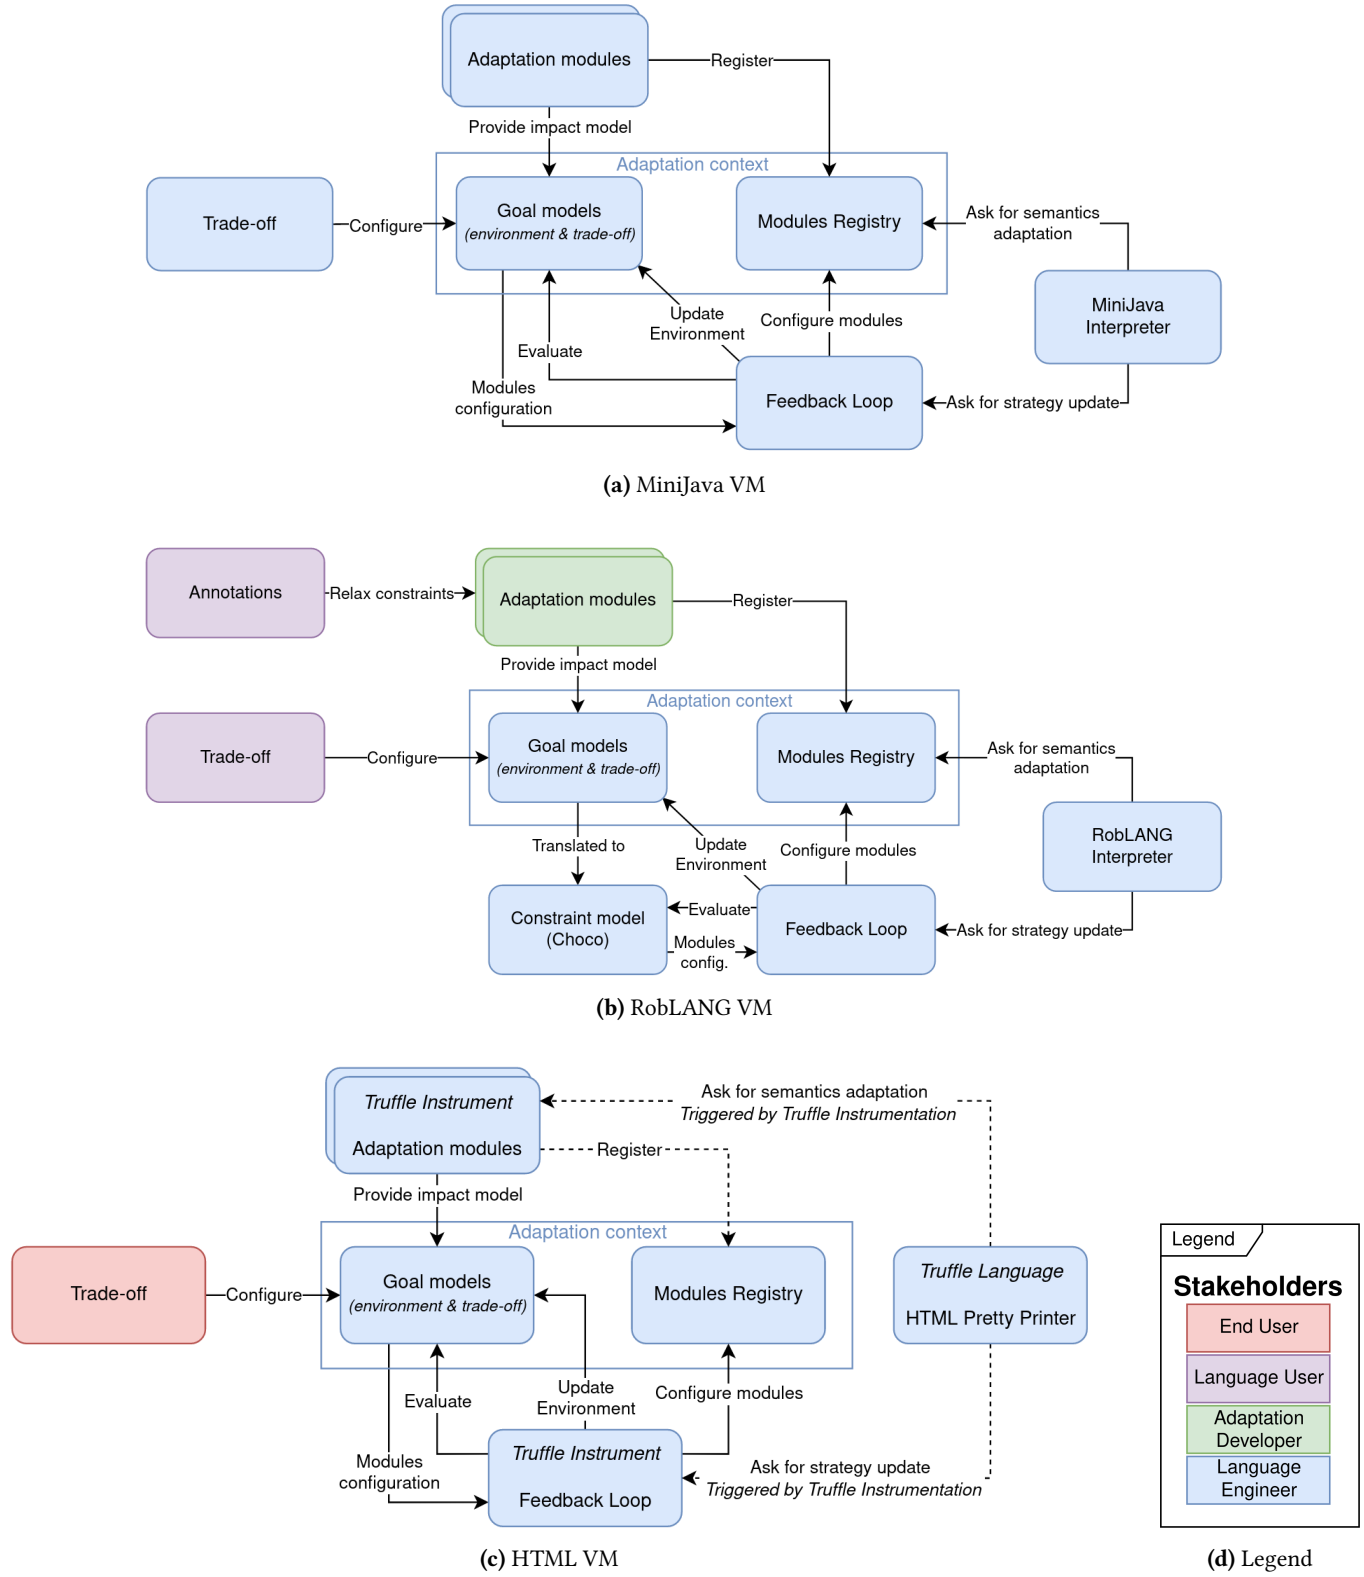 Adaptation modules
Register
Provide impact model
Adaptation context
Trade-off
Configure
Goal models
(environment & trade-off)
Modules Registry
Ask for semantics
adaptation
MiniJava
Interpreter
Update
Environment
Configure modules
Evaluate
Modules
configuration
Feedback Loop
Ask for strategy update
(a) MiniJava VM
Annotations
Relax constraints
Adaptation modules
Register
Provide impact model
Adaptation context
Trade-off
Configure
Goal models
(environment & trade-off)
Modules Registry
Ask for semantics
adaptation
RobLANG
Interpreter
Translated to
Update
Environment
Configure modules
Constraint model
(Choco)
Evaluate
Modules
config.
Feedback Loop
Ask for strategy update
(b) RobLANG VM
Truffle Instrument
Adaptation modules
Ask for semantics adaptation
Triggered by Truffle Instrumentation
Register
Provide impact model
Adaptation context
Trade-off
Configure
Goal models
(environment & trade-off)
Modules Registry
Truffle Language
HTML Pretty Printer
Evaluate
Update
Environment
Configure modules
Modules
configuration
Truffle Instrument
Feedback Loop
Ask for strategy update
Triggered by Truffle Instrumentation
(c) HTML VM
Legend
Stakeholders
End User
Language User
Adaptation
Developer
Language
Engineer
(d) Legend